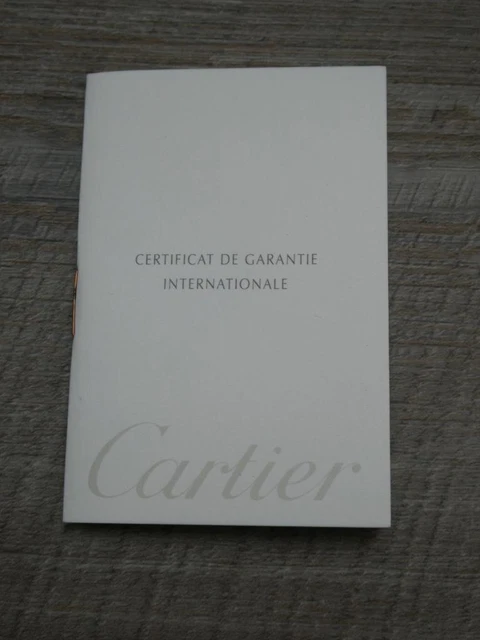 CERTIFICAT DE GARANTIE
INTERNATIONALE
Cartier